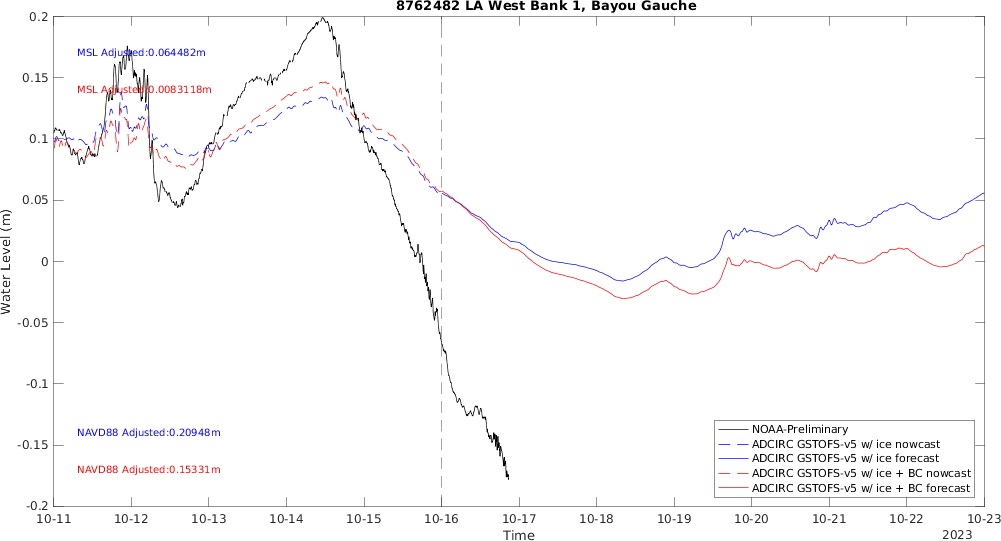 8762482 LA West Bank 1, Bayou Gauche
0.2
0.15
0.1
0.05
0
-0.05
-0.1
-0.15
-0.2
Water Level (m)
MSL Adjusted:0.064482m
MSL Adjusted:0.0083118m
NAVD88 Adjusted:0.20948m
NAVD88 Adjusted:0.15331m
NOAA-Preliminary
ADCIRC GSTOFS-v5 w/ ice nowcast
ADCIRC GSTOFS-v5 w/ ice forecast
ADCIRC GSTOFS-v5 w/ ice + BC nowcast
ADCIRC GSTOFS-v5 w/ ice + BC forecast
10-11 10-12 10-13 10-14 10-15 10-16 10-17 10-18 10-19 10-20 10-21 10-22 10-23
Time
2023